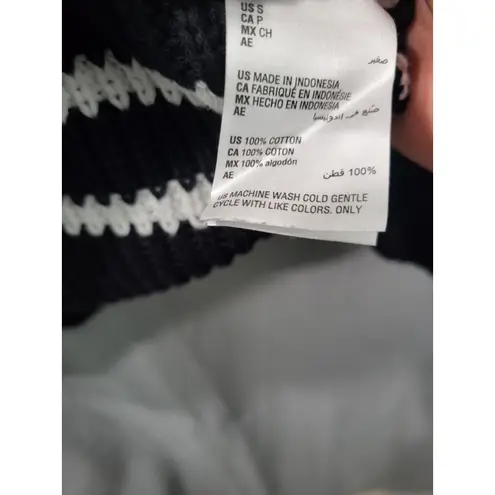 US S
CA P
MX CH
AE صغير
US MADE IN INDONESIA
CA FABRIQUÉ EN INDONÉSIE
MX HECHO EN INDONESIA
AE صنع في اندونيسيا
US 100% COTTON
CA 100% COTON
MX 100% algodón
AE 100% قطن
US MACHINE WASH COLD GENTLE
CYCLE WITH LIKE COLORS. ONLY